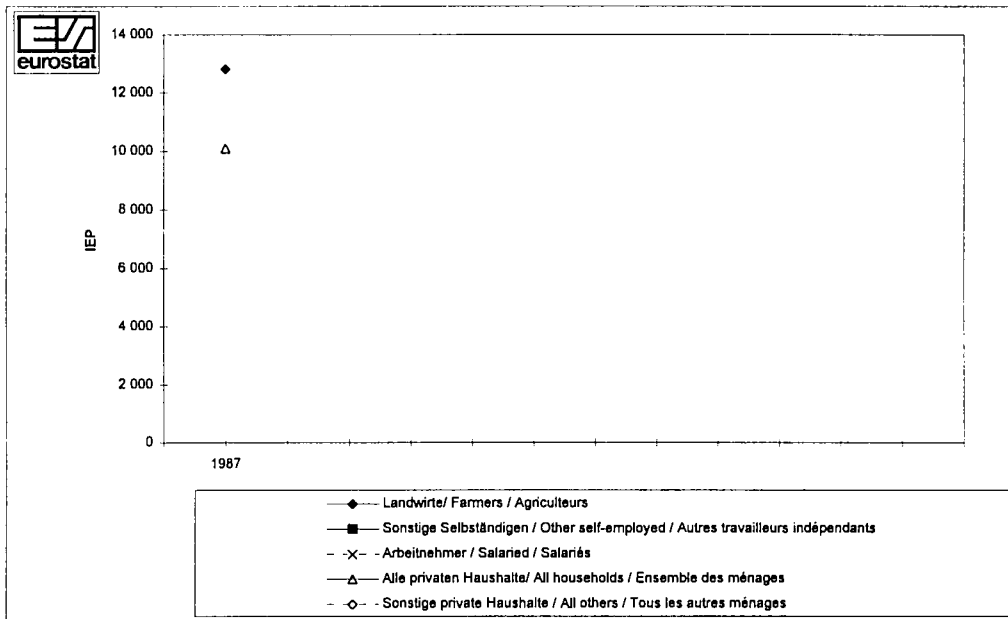 eurostat
14 000
12 000
10 000
8 000
6 000
4 000
2 000
0
IEP
1987
Landwirte/ Farmers / Agriculteurs
Sonstige Selbständigen / Other self-employed / Autres travailleurs indépendants
Arbeitnehmer / Salaried / Salariés
Alle privaten Haushalte/ All households / Ensemble des ménages
Sonstige private Haushalte / All others / Tous les autres ménages